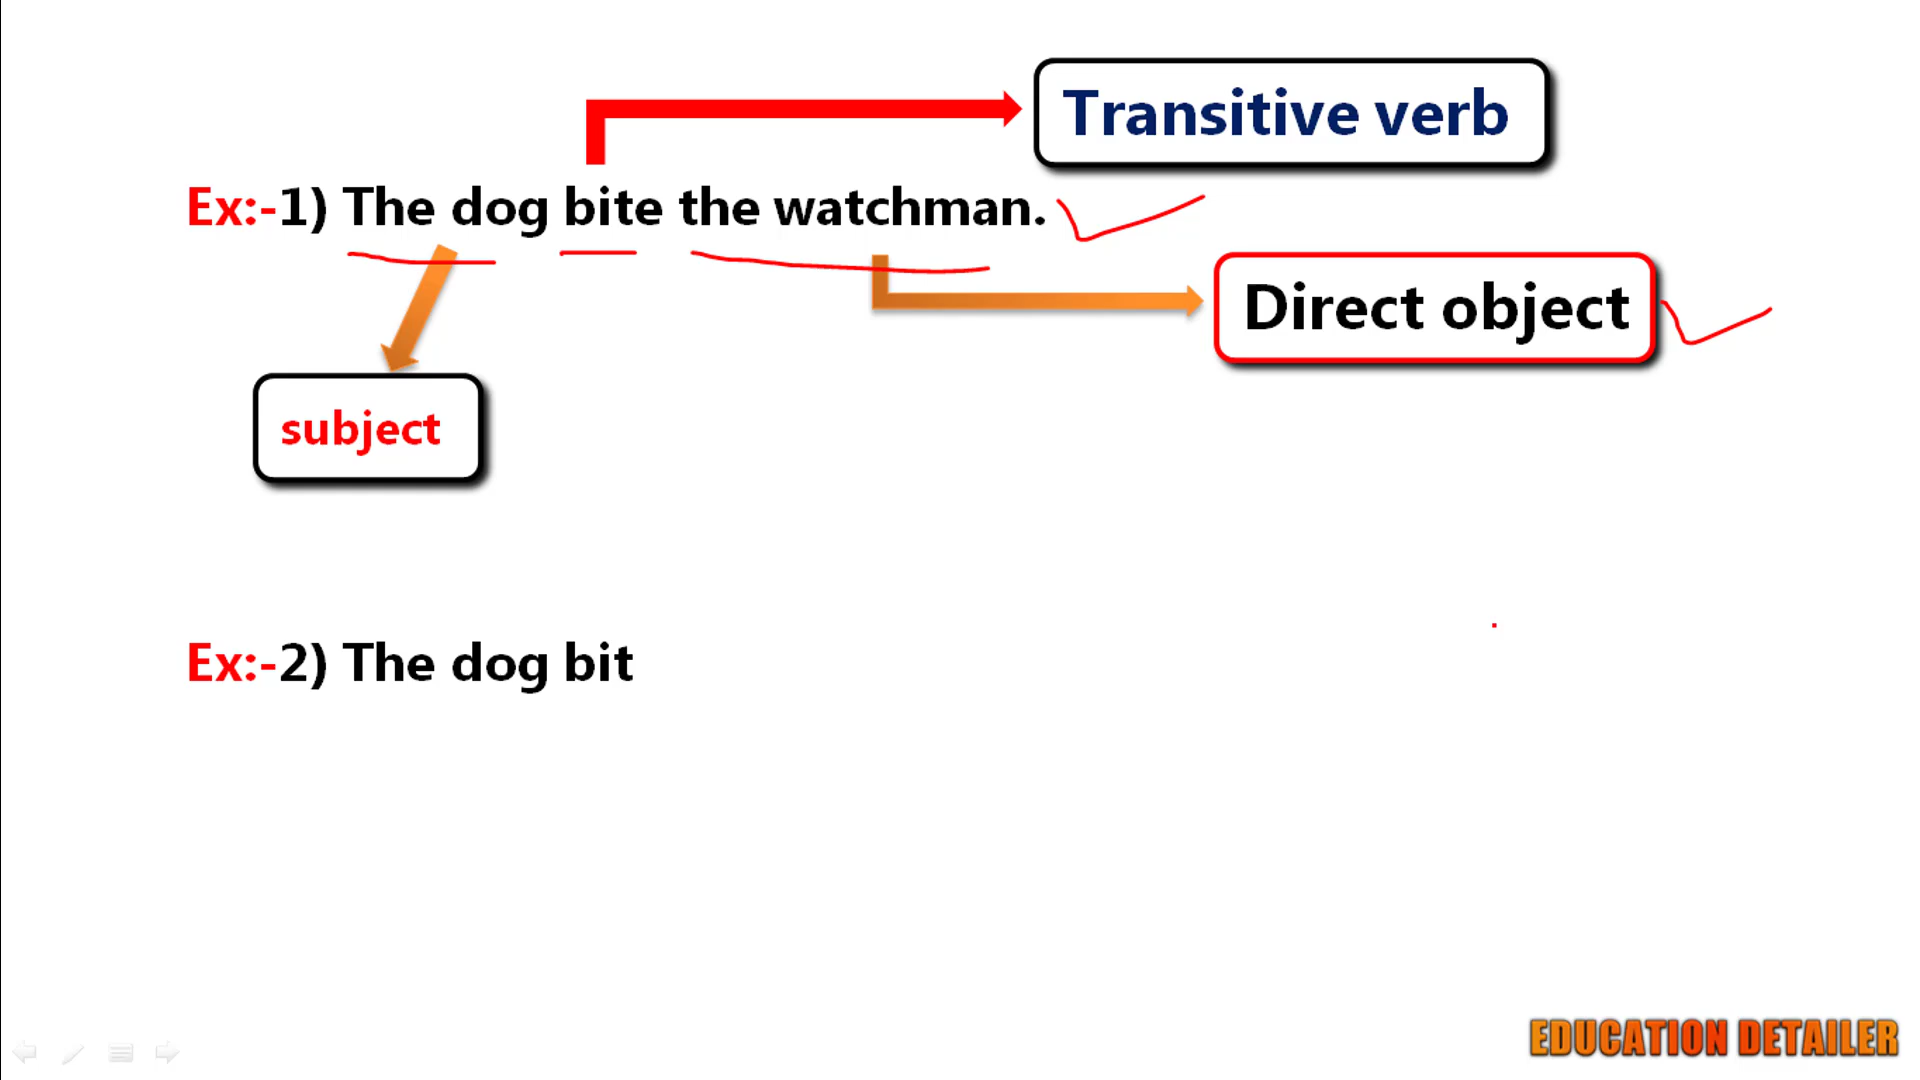 Transitive verb
Ex:-1) The dog bite the watchman.
Direct object
subject
Ex:-2) The dog bit
EDUCATION DETAILER